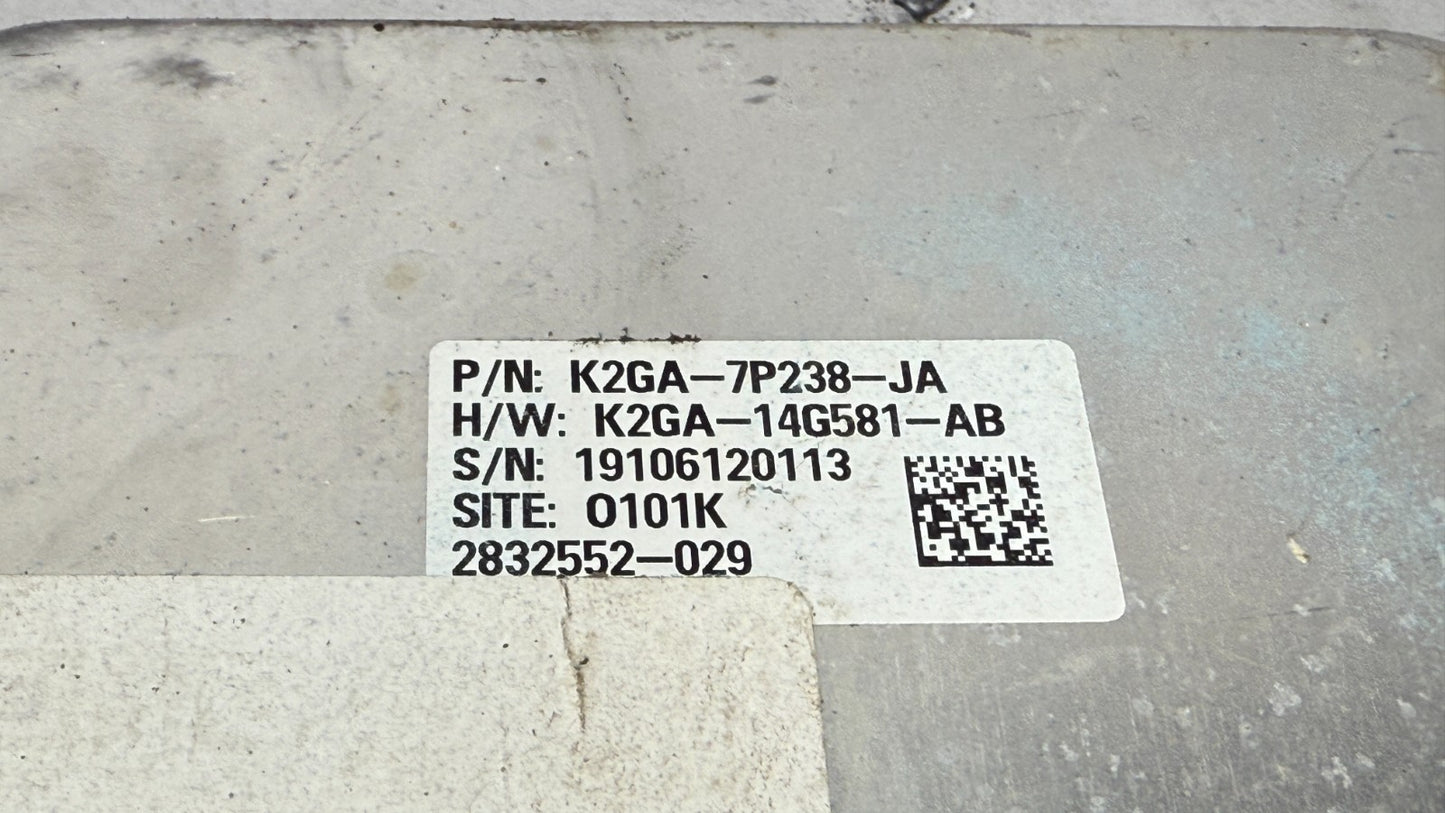 P/N: K2GA-7P238-JA
H/W: K2GA-14G581-AB
S/N: 19106120113
SITE: O101K
2832552-029